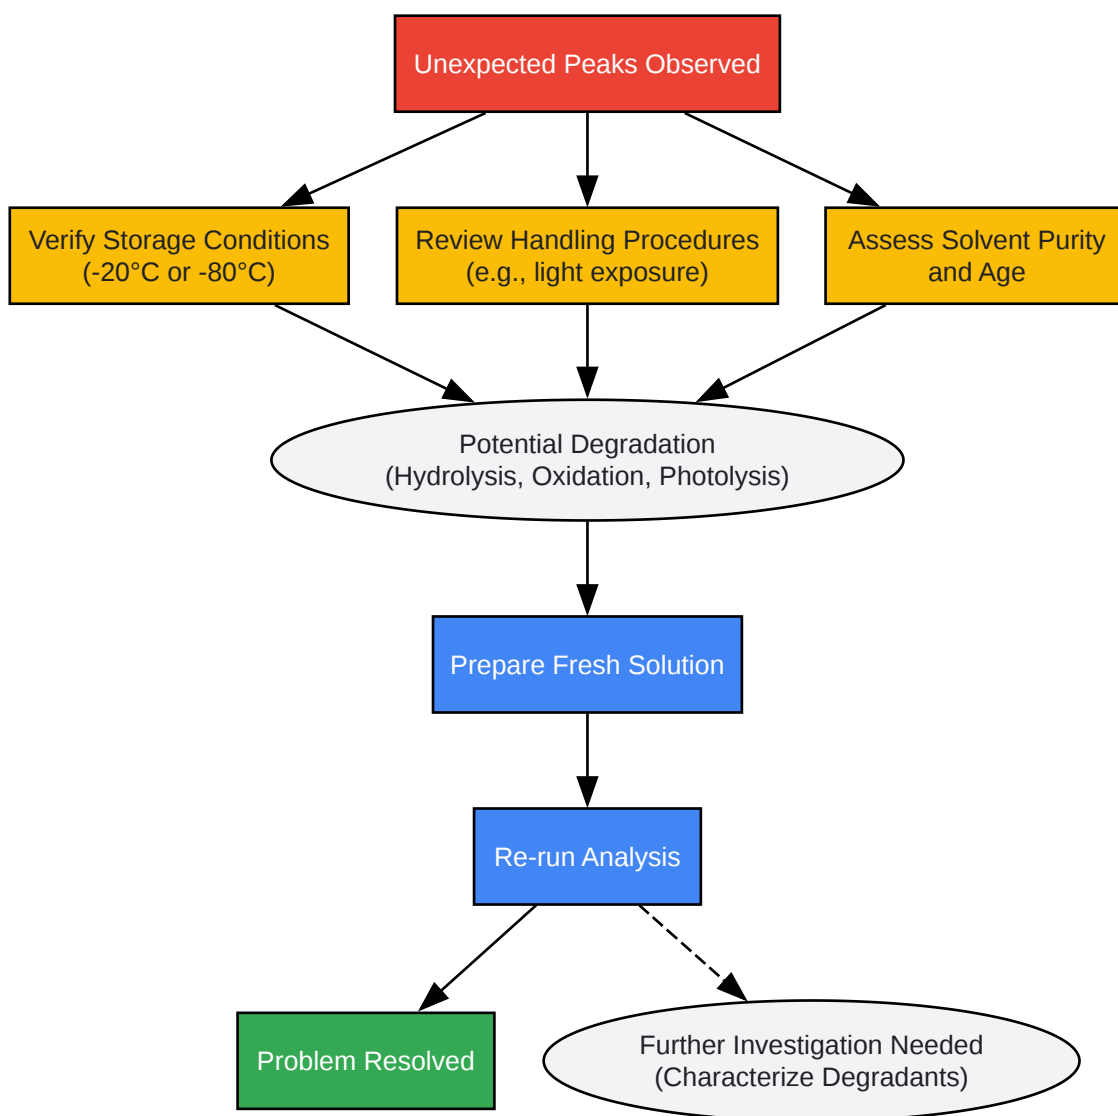 Unexpected Peaks Observed
Verify Storage Conditions
(-20°C or -80°C)
Review Handling Procedures
(e.g., light exposure)
Assess Solvent Purity
and Age
Potential Degradation
(Hydrolysis, Oxidation, Photolysis)
Prepare Fresh Solution
Re-run Analysis
Problem Resolved
Further Investigation Needed
(Characterize Degradants)